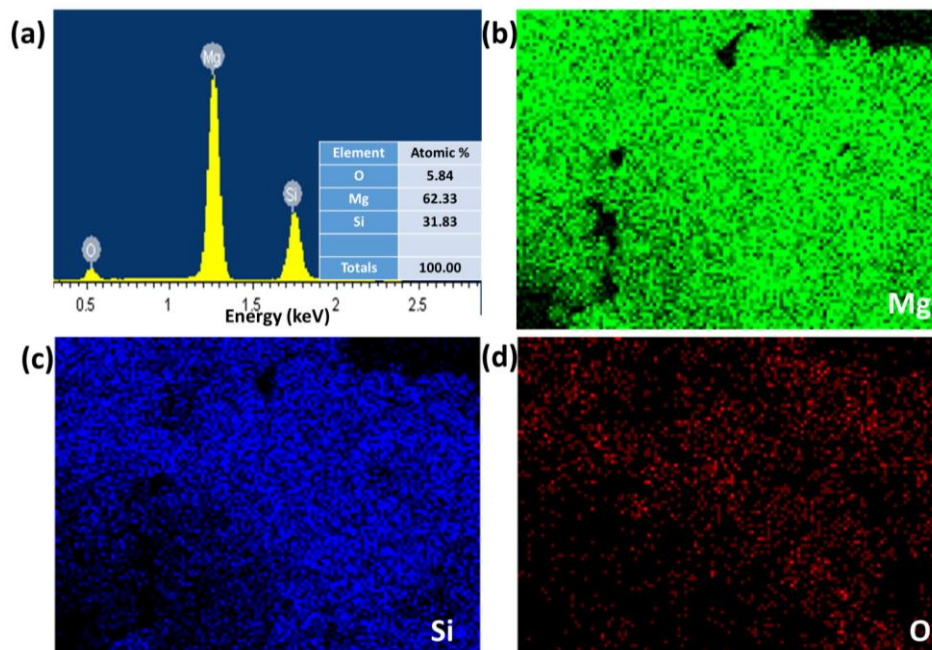 (a)
Mg
Si
O
Element Atomic %
O 5.84
Mg 62.33
Si 31.83
Totals 100.00
0.5 1 1.5 2 2.5
Energy (keV)
(b)
Mg
(c)
Si
(d)
O